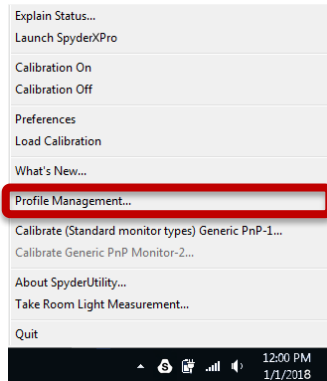 Explain Status...
Launch SpyderXPro
Calibration On
Calibration Off
Preferences
Load Calibration
What's New...
Profile Management...
Calibrate (Standard monitor types) Generic PnP-1...
Calibrate Generic PnP Monitor-2...
About SpyderUtility...
Take Room Light Measurement...
Quit
S
12:00 PM
1/1/2018